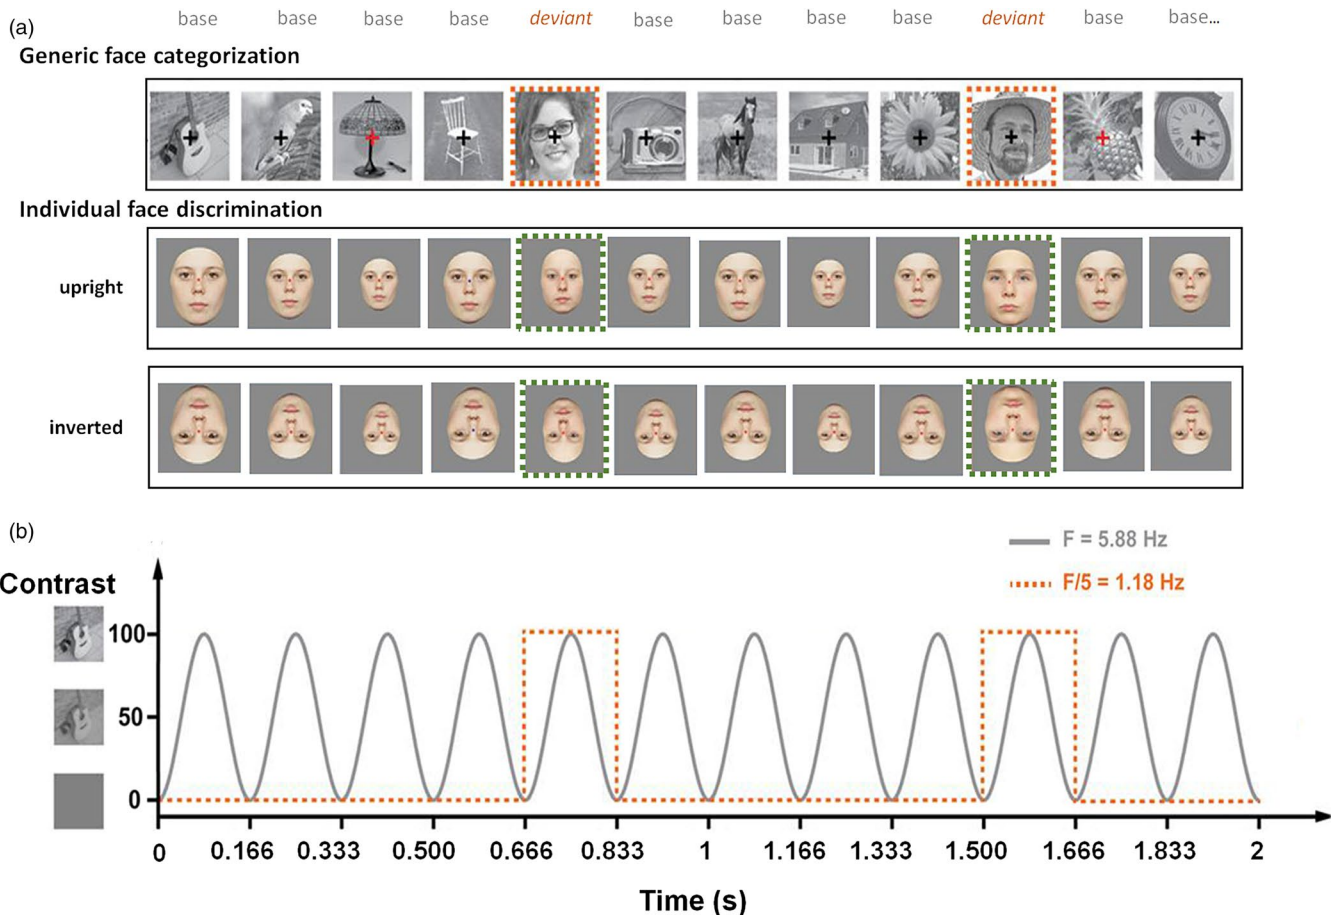 base base base base deviant base base base base deviant base base...
(a)
Generic face categorization
Individual face discrimination
upright
inverted
(b)
F = 5.88 Hz
F/5 = 1.18 Hz
Contrast
100
50
0
0 0.166 0.333 0.500 0.666 0.833 1 1.166 1.333 1.500 1.666 1.833 2
Time (s)